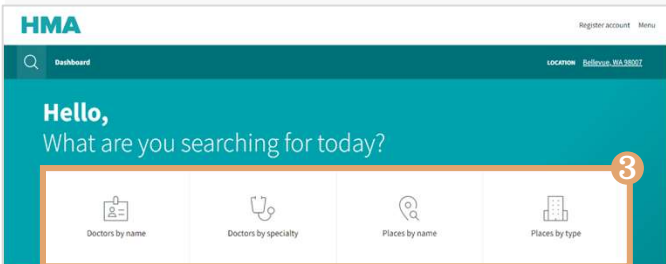 HMA
Register account Menu
Dashboard
LOCATION Bellevue, WA 98007
Hello,
What are you searching for today?
3
Doctors by name Doctors by specialty Places by name Places by type